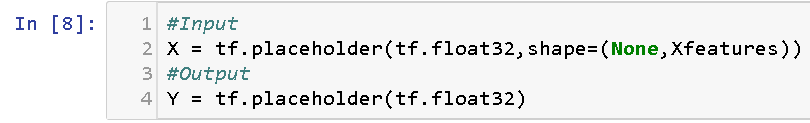 In [8]:
1 #Input
2 X = tf.placeholder(tf.float32,shape=(None,Xfeatures))
3 #Output
4 Y = tf.placeholder(tf.float32)